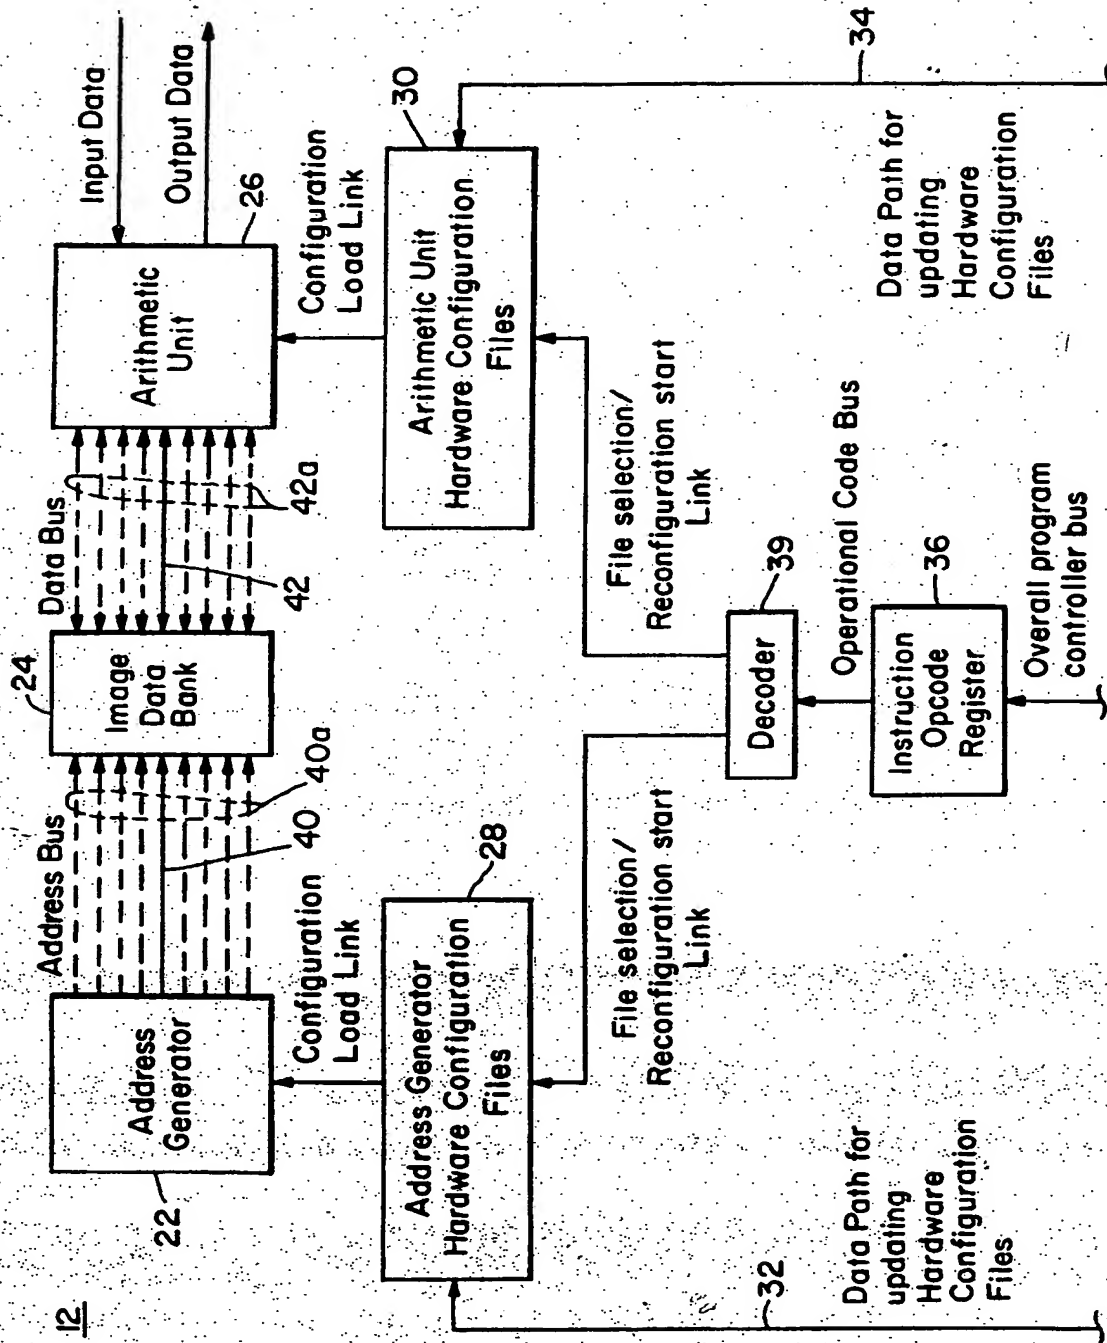 12
22
Address
Generator
Address Bus
40
40a
24
Image
Data
Bank
Data Bus
42
42a
Arithmetic
Unit
26
Input Data
Output Data
Configuration
Load Link
Configuration
Load Link
28
Address Generator
Hardware Configuration
Files
30
Arithmetic Unit
Hardware Configuration
Files
File selection/
Reconfiguration start
Link
File selection/
Reconfiguration start
Link
32
Data Path for
updating
Hardware
Configuration
Files
Decoder
39
Operational Code Bus
Instruction
Opcode
Register
36
Overall program
controller bus
34
Data Path for
updating
Hardware
Configuration
Files